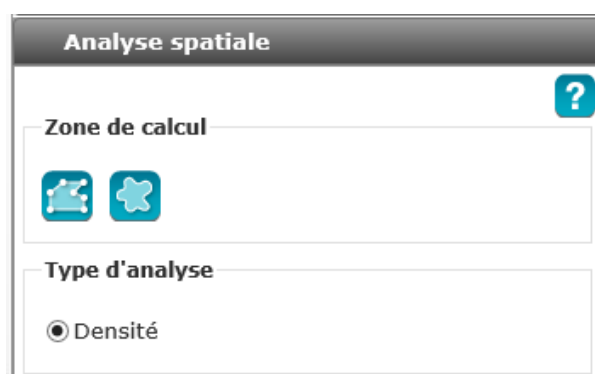 Analyse spatiale
?
Zone de calcul
Type d'analyse
Densité